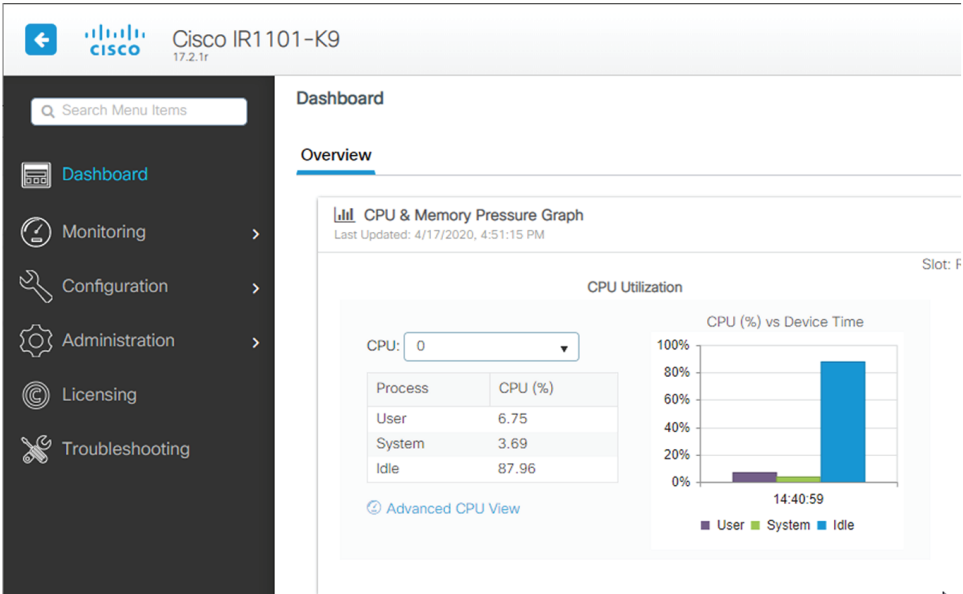 CISCO
Cisco IR1101-K9
17.2.1r
Search Menu Items
Dashboard
Monitoring
Configuration
Administration
Licensing
Troubleshooting
Dashboard
Overview
CPU & Memory Pressure Graph
Last Updated: 4/17/2020, 4:51:15 PM
Slot:
CPU Utilization
CPU: 0
Process CPU (%)
User 6.75
System 3.69
Idle 87.96
Advanced CPU View
CPU (%) vs Device Time
100%
80%
60%
40%
20%
0%
14:40:59
User System Idle